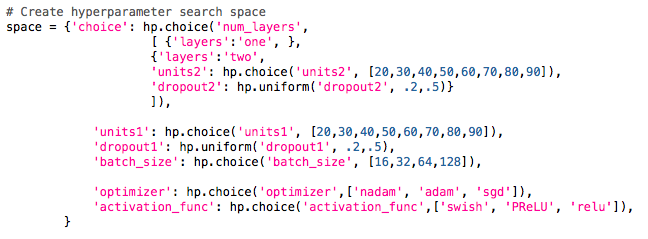 # Create hyperparameter search space
space = {'choice': hp.choice('num_layers',
[ {'layers':'one', },
{'layers':'two',
'units2': hp.choice('units2', [20,30,40,50,60,70,80,90]),
'dropout2': hp.uniform('dropout2', .2,.5)}
]),
'units1': hp.choice('units1', [20,30,40,50,60,70,80,90]),
'dropout1': hp.uniform('dropout1', .2,.5),
'batch_size': hp.choice('batch_size', [16,32,64,128]),
'optimizer': hp.choice('optimizer',['nadam', 'adam', 'sgd']),
'activation_func': hp.choice('activation_func',['swish', 'PReLU', 'relu']),
}